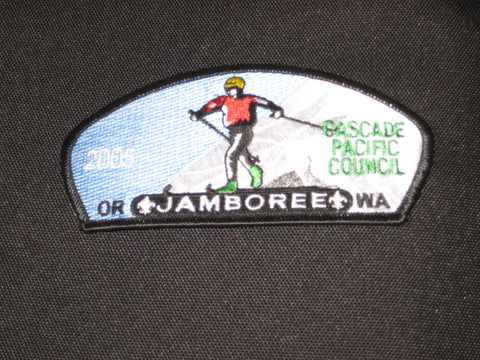 2005
CASCADE
PACIFIC
COUNCIL
OR JAMBOREE WA